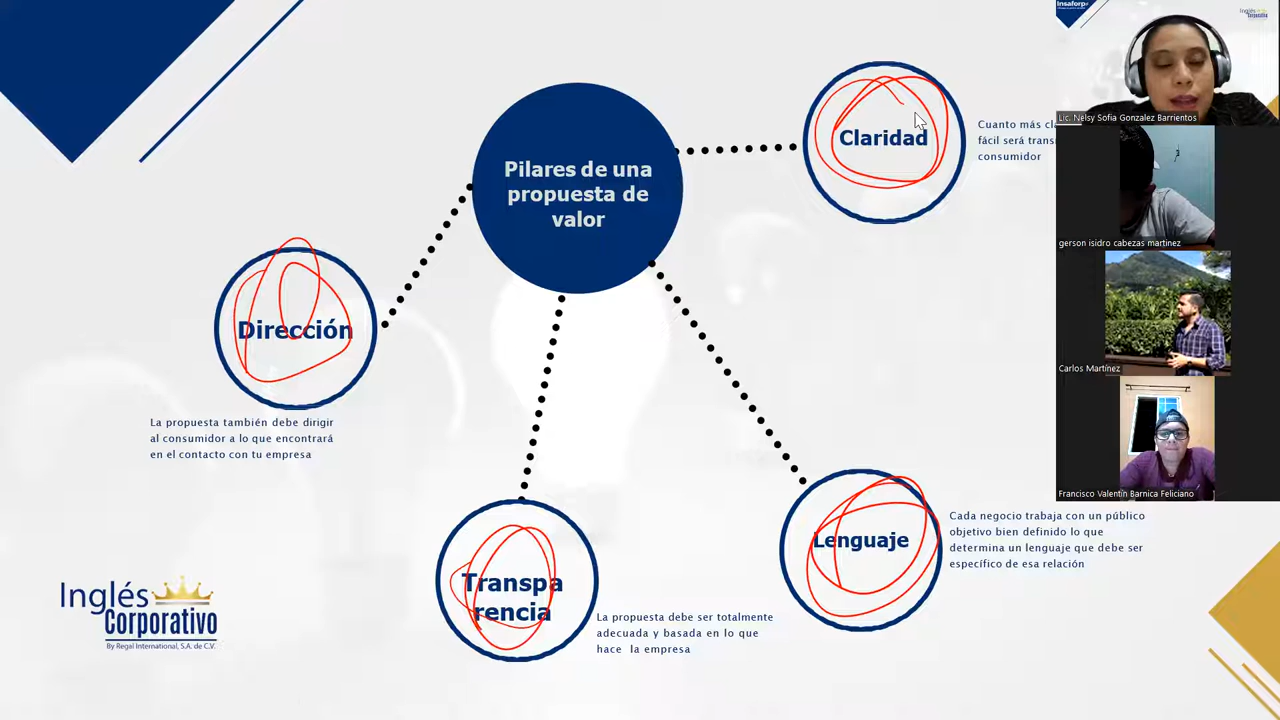 Pilares de una
propuesta de
valor
Claridad
Cuanto más
fácil será
consumidor
Dirección
La propuesta también debe dirigir
al consumidor a lo que encontrará
en el contacto con tu empresa
Transpa
rencia
La propuesta debe ser totalmente
adecuada y basada en lo que
hace la empresa
Lenguaje
Cada negocio trabaja con un público
objetivo bien definido lo que
determina un lenguaje que debe ser
específico de esa relación
Inglés
Corporativo
By Regal International, S.A. de C.V.
Insaforp
Inglés
Corporativo
Lic. Nelsy Sofia Gonzalez Barrientos
gerson isidro cabezas martinez
Carlos Martínez
Francisco Valentín Barnica Feliciano